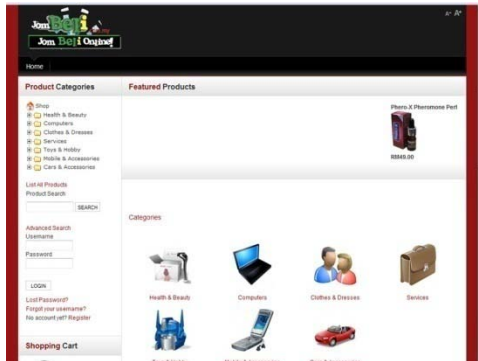 Jom Beli
.my
Jom Beli Online!
A- A+
Home
Product Categories
Featured Products
Shop
Health & Beauty
Computers
Clothes & Dresses
Services
Toys & Hobby
Mobile & Accessories
Cars & Accessories
Phero.X Pheromone Perf
RM49.00
List All Products
Product Search
SEARCH
Advanced Search
Username
Password
LOGIN
Lost Password?
Forgot your username?
No account yet? Register
Categories
Health & Beauty
Computers
Clothes & Dresses
Services
Shopping Cart